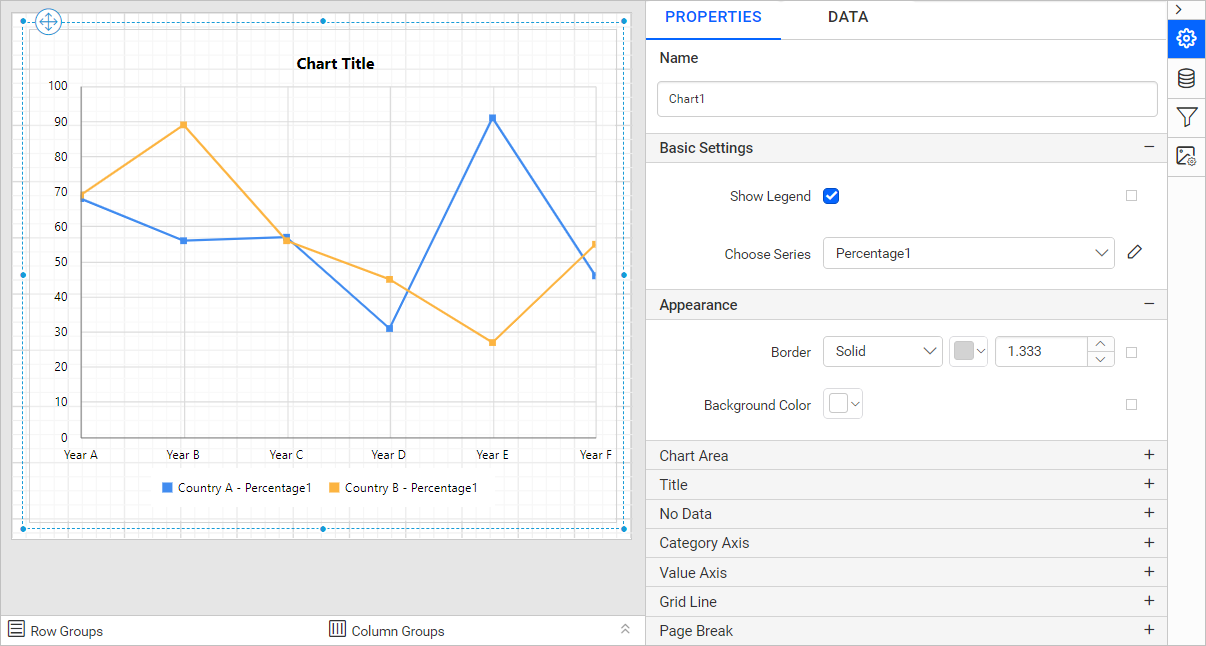 Chart Title
100
90
80
70
60
50
40
30
20
10
0
Year A Year B Year C Year D Year E Year F
Country A - Percentage1 Country B - Percentage1
Row Groups Column Groups
PROPERTIES DATA
Name
Chart1
Basic Settings
Show Legend
Choose Series Percentage1
Appearance
Border Solid 1.333
Background Color
Chart Area
Title
No Data
Category Axis
Value Axis
Grid Line
Page Break